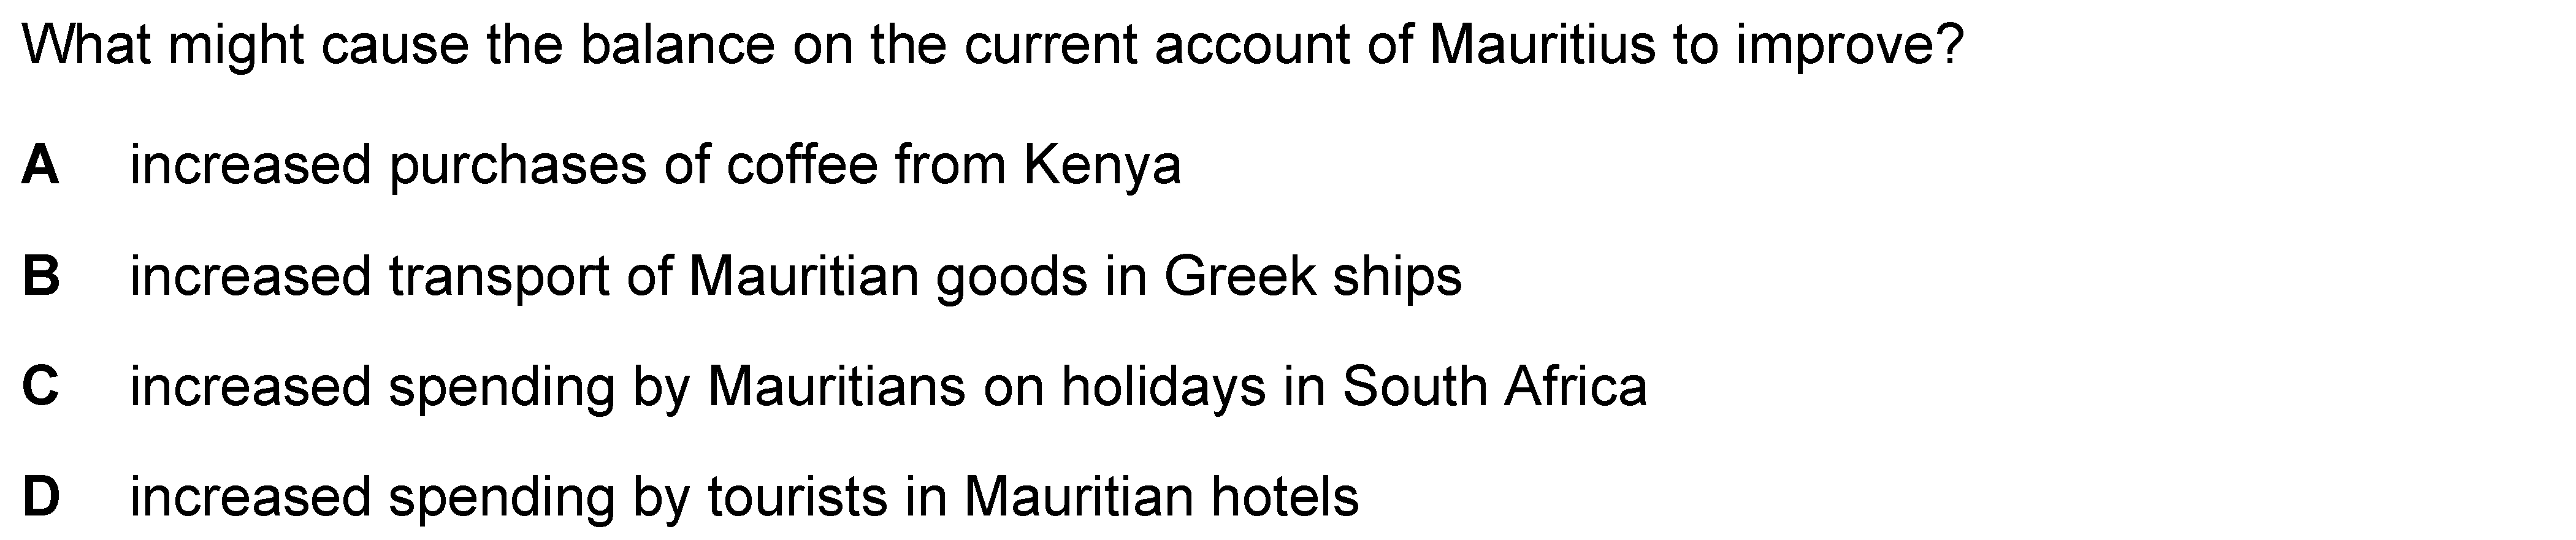 What might cause the balance on the current account of Mauritius to improve?
A increased purchases of coffee from Kenya
B increased transport of Mauritian goods in Greek ships
C increased spending by Mauritians on holidays in South Africa
D increased spending by tourists in Mauritian hotels